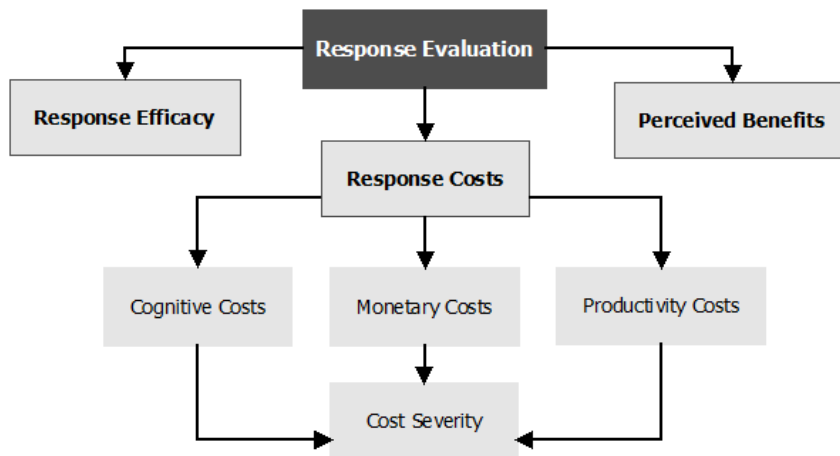 Response Evaluation
Response Efficacy
Perceived Benefits
Response Costs
Cognitive Costs
Monetary Costs
Productivity Costs
Cost Severity